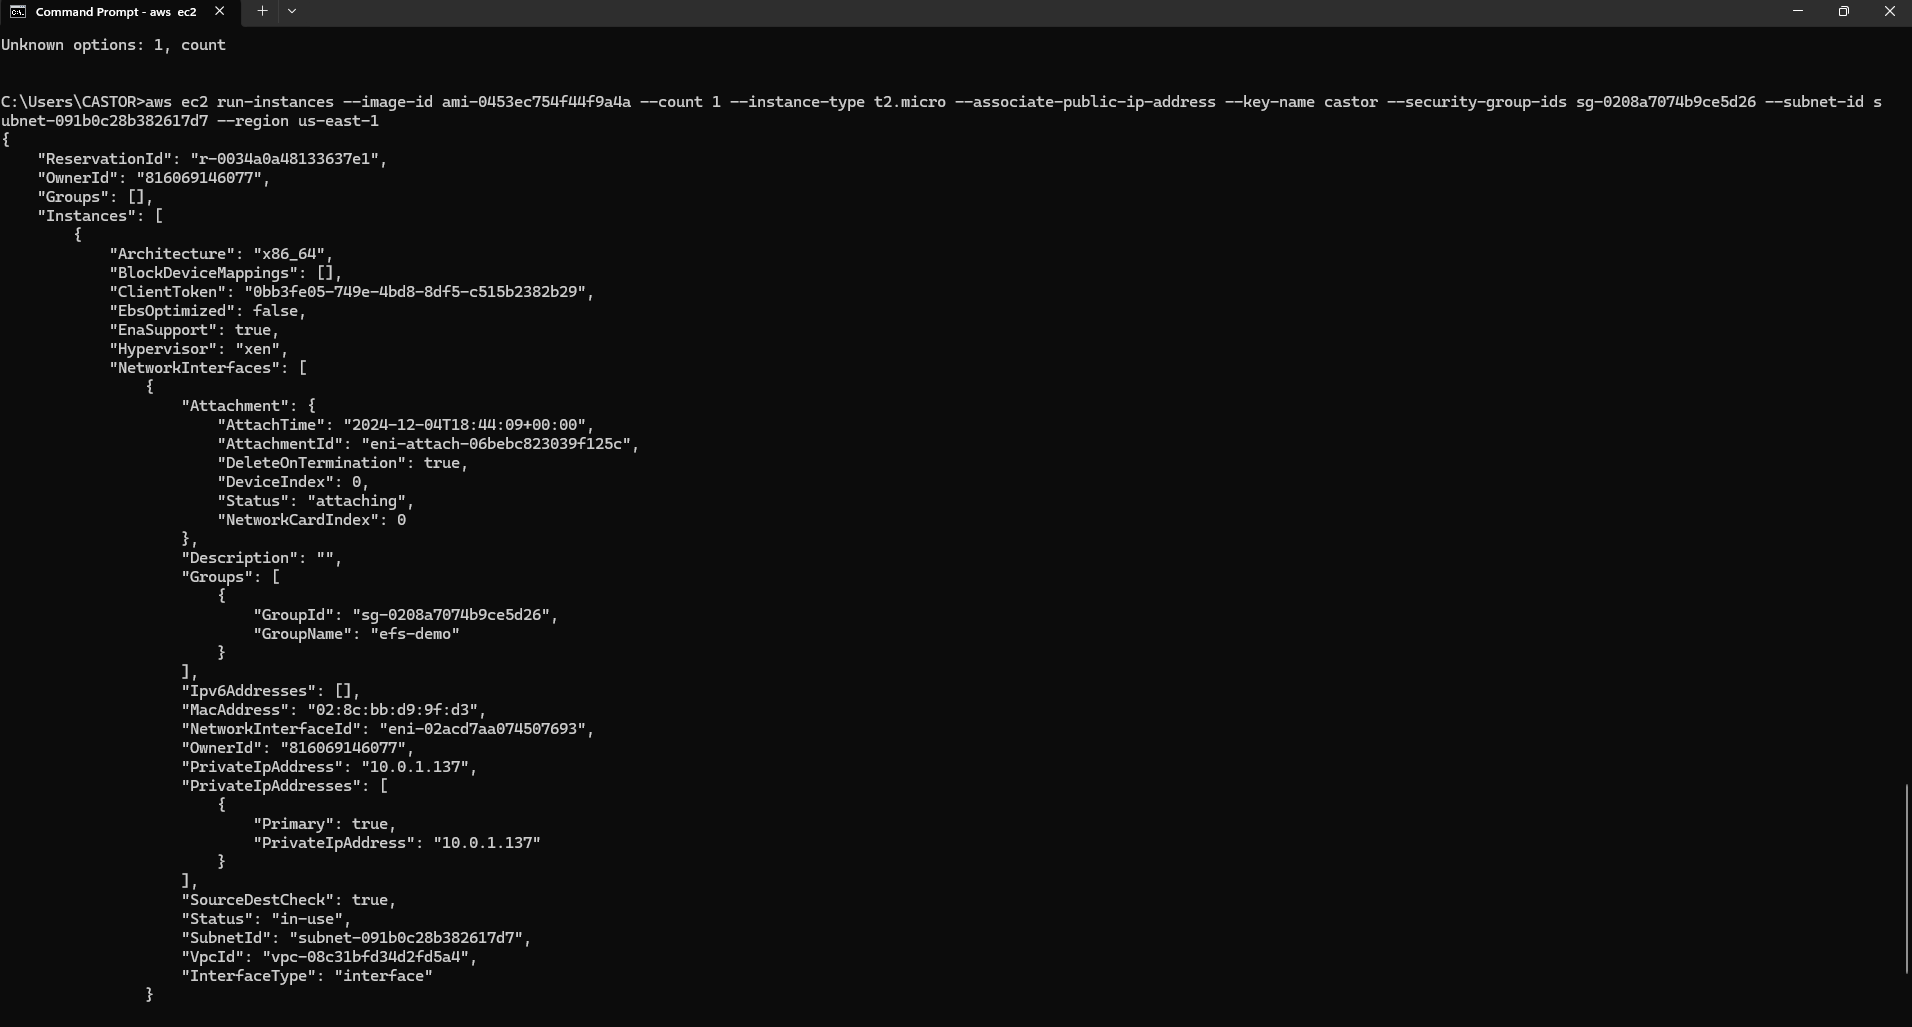 Command Prompt - aws  ec2
Unknown options: 1, count
C:\Users\CASTOR>aws ec2 run-instances --image-id ami-0453ec754f44f9a4a --count 1 --instance-type t2.micro --associate-public-ip-address --key-name castor --security-group-ids sg-0208a7074b9ce5d26 --subnet-id s
ubnet-091b0c28b382617d7 --region us-east-1
{
    "ReservationId": "r-0034a0a48133637e1",
    "OwnerId": "816069146077",
    "Groups": [],
    "Instances": [
        {
            "Architecture": "x86_64",
            "BlockDeviceMappings": [],
            "ClientToken": "0bb3fe05-749e-4bd8-8df5-c515b2382b29",
            "EbsOptimized": false,
            "EnaSupport": true,
            "Hypervisor": "xen",
            "NetworkInterfaces": [
                {
                    "Attachment": {
                        "AttachTime": "2024-12-04T18:44:09+00:00",
                        "AttachmentId": "eni-attach-06bebc823039f125c",
                        "DeleteOnTermination": true,
                        "DeviceIndex": 0,
                        "Status": "attaching",
                        "NetworkCardIndex": 0
                    },
                    "Description": "",
                    "Groups": [
                        {
                            "GroupId": "sg-0208a7074b9ce5d26",
                            "GroupName": "efs-demo"
                        }
                    ],
                    "Ipv6Addresses": [],
                    "MacAddress": "02:8c:bb:d9:9f:d3",
                    "NetworkInterfaceId": "eni-02acd7aa074507693",
                    "OwnerId": "816069146077",
                    "PrivateIpAddress": "10.0.1.137",
                    "PrivateIpAddresses": [
                        {
                            "Primary": true,
                            "PrivateIpAddress": "10.0.1.137"
                        }
                    ],
                    "SourceDestCheck": true,
                    "Status": "in-use",
                    "SubnetId": "subnet-091b0c28b382617d7",
                    "VpcId": "vpc-08c31bfd34d2fd5a4",
                    "InterfaceType": "interface"
                }